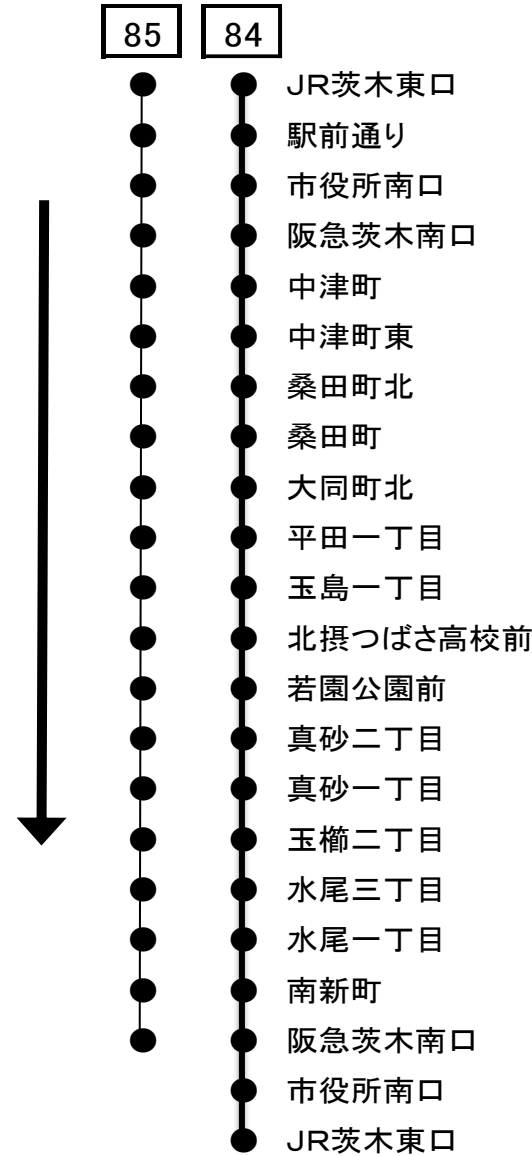 85 84
JR茨木東口
駅前通り
市役所南口
阪急茨木南口
中津町
中津町東
桑田町北
桑田町
大同町北
平田一丁目
玉島一丁目
北摂つばさ高校前
若園公園前
真砂二丁目
真砂一丁目
玉櫛二丁目
水尾三丁目
水尾一丁目
南新町
阪急茨木南口
市役所南口
JR茨木東口